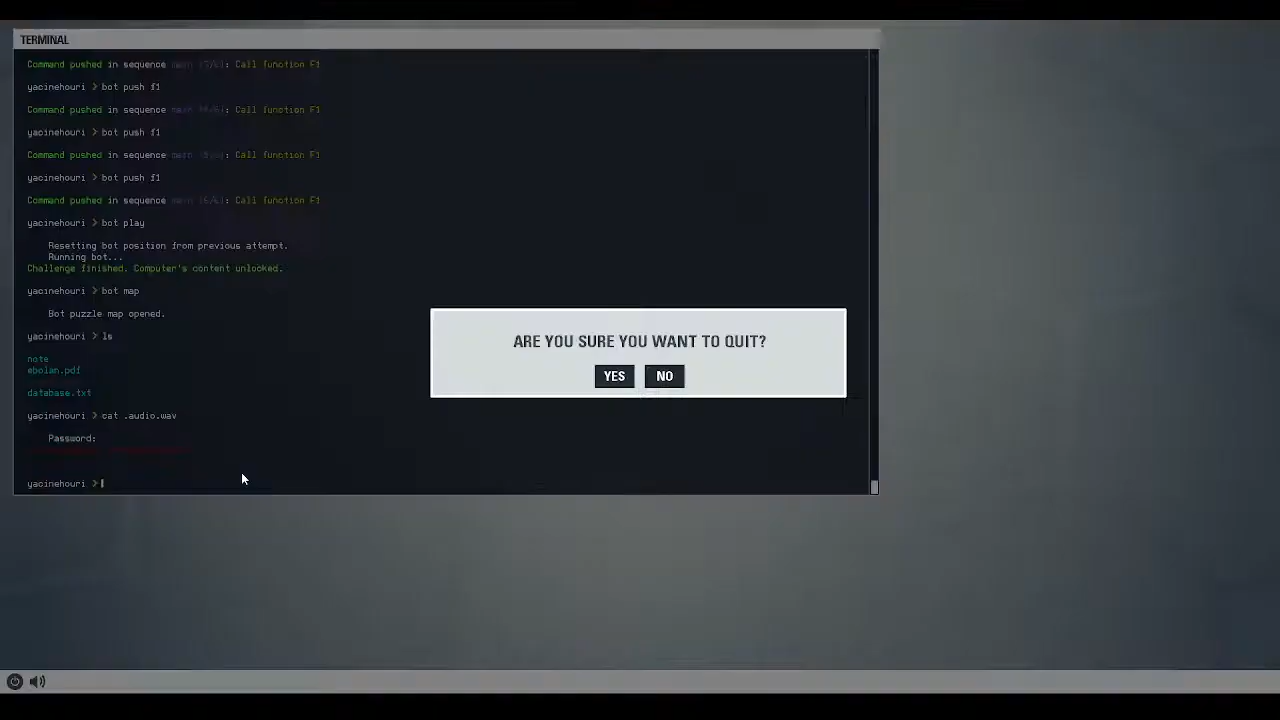 TERMINAL
Command pushed in sequence main : Call function F1
yacinehouri > bot push f1
Command pushed in sequence main : Call function F1
yacinehouri > bot push f1
Command pushed in sequence main : Call function F1
yacinehouri > bot push f1
Command pushed in sequence main : Call function F1
yacinehouri > bot play
Resetting bot position from previous attempt.
Running bot...
Challenge finished. Computer's content unlocked.
yacinehouri > bot map
Bot puzzle map opened.
yacinehouri > ls
note
ebolan.pdf
database.txt
yacinehouri > cat .audio.wav
Password:
yacinehouri >
ARE YOU SURE YOU WANT TO QUIT?
YES NO